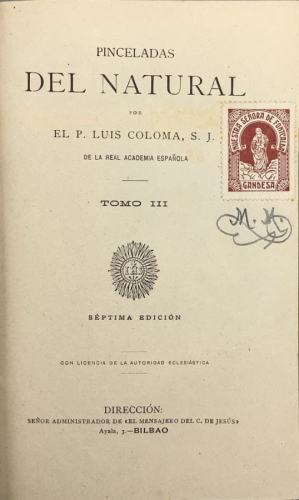 PINCELADAS
DEL NATURAL
POR
EL P. LUIS COLOMA, S. J.
DE LA REAL ACADEMIA ESPAÑOLA
TOMO III
NUESTRA SEÑORA DE FONTCALDA
GANDESA
M. M.
SÉPTIMA EDICIÓN
CON LICENCIA DE LA AUTORIDAD ECLESIÁSTICA
DIRECCIÓN:
SEÑOR ADMINISTRADOR DE «EL MENSAJERO DEL C. DE JESÚS»
Ayala, 3.—BILBAO